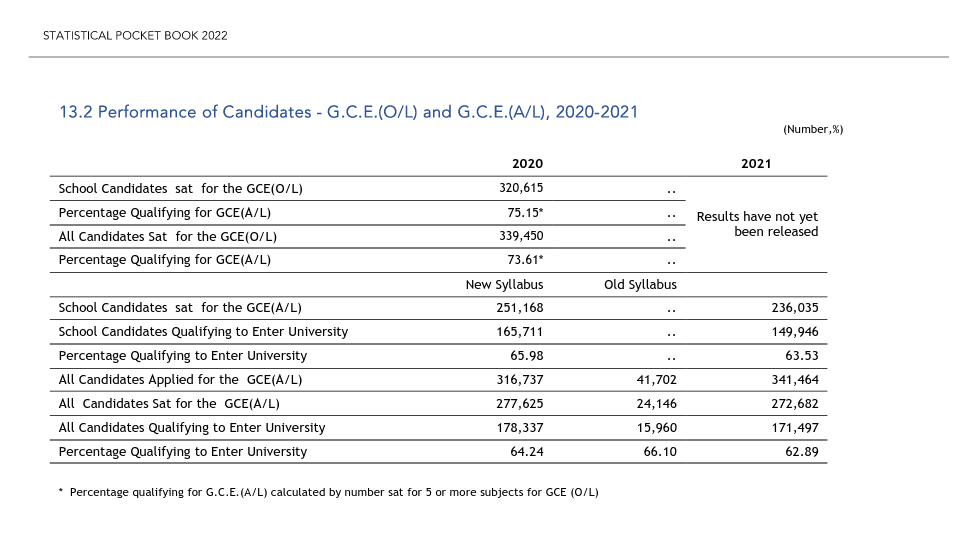 STATISTICAL POCKET BOOK 2022
13.2 Performance of Candidates - G.C.E.(O/L) and G.C.E.(A/L), 2020-2021
(Number,%)
2020 2021
School Candidates sat for the GCE(O/L) 320,615 ..
Percentage Qualifying for GCE(A/L) 75.15* ..
Results have not yet
been released
All Candidates Sat for the GCE(O/L) 339,450 ..
Percentage Qualifying for GCE(A/L) 73.61* ..
New Syllabus Old Syllabus
School Candidates sat for the GCE(A/L) 251,168 .. 236,035
School Candidates Qualifying to Enter University 165,711 .. 149,946
Percentage Qualifying to Enter University 65.98 .. 63.53
All Candidates Applied for the GCE(A/L) 316,737 41,702 341,464
All Candidates Sat for the GCE(A/L) 277,625 24,146 272,682
All Candidates Qualifying to Enter University 178,337 15,960 171,497
Percentage Qualifying to Enter University 64.24 66.10 62.89
* Percentage qualifying for G.C.E.(A/L) calculated by number sat for 5 or more subjects for GCE (O/L)